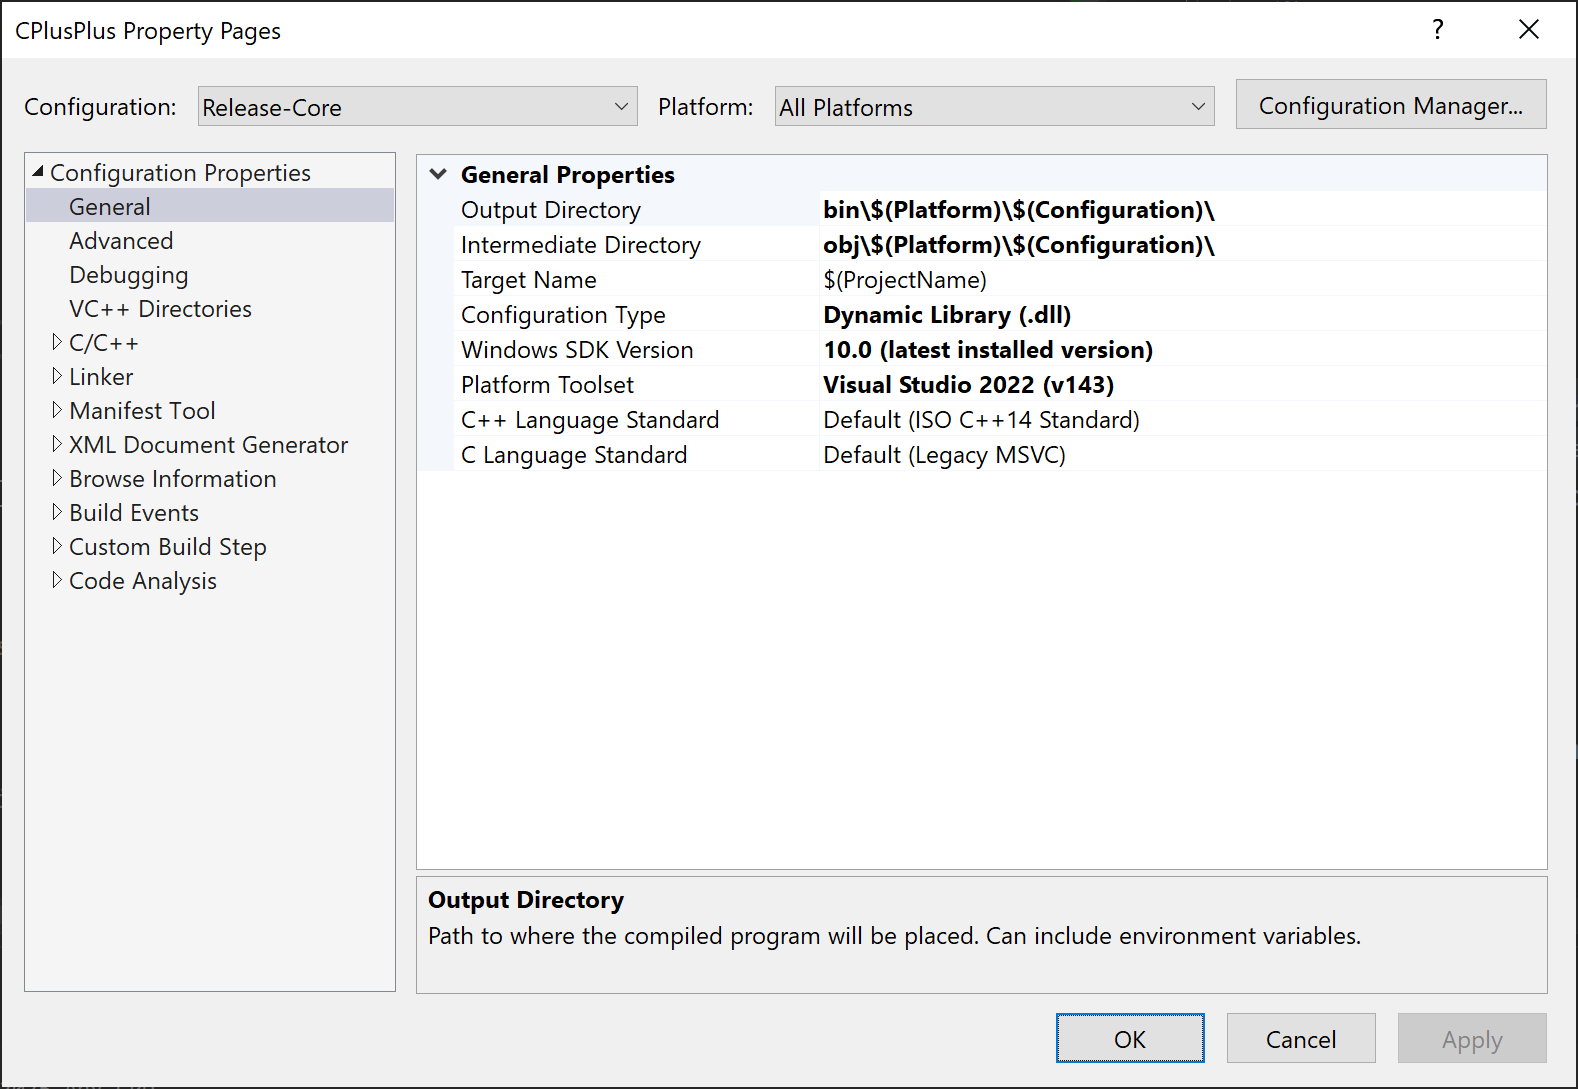 CPlusPlus Property Pages
?
Configuration: Release-Core Platform: All Platforms Configuration Manager...
Configuration Properties
General
Advanced
Debugging
VC++ Directories
C/C++
Linker
Manifest Tool
XML Document Generator
Browse Information
Build Events
Custom Build Step
Code Analysis
General Properties
Output Directory bin\$(Platform)\$(Configuration)\
Intermediate Directory obj\$(Platform)\$(Configuration)\
Target Name $(ProjectName)
Configuration Type Dynamic Library (.dll)
Windows SDK Version 10.0 (latest installed version)
Platform Toolset Visual Studio 2022 (v143)
C++ Language Standard Default (ISO C++14 Standard)
C Language Standard Default (Legacy MSVC)
Output Directory
Path to where the compiled program will be placed. Can include environment variables.
OK Cancel Apply